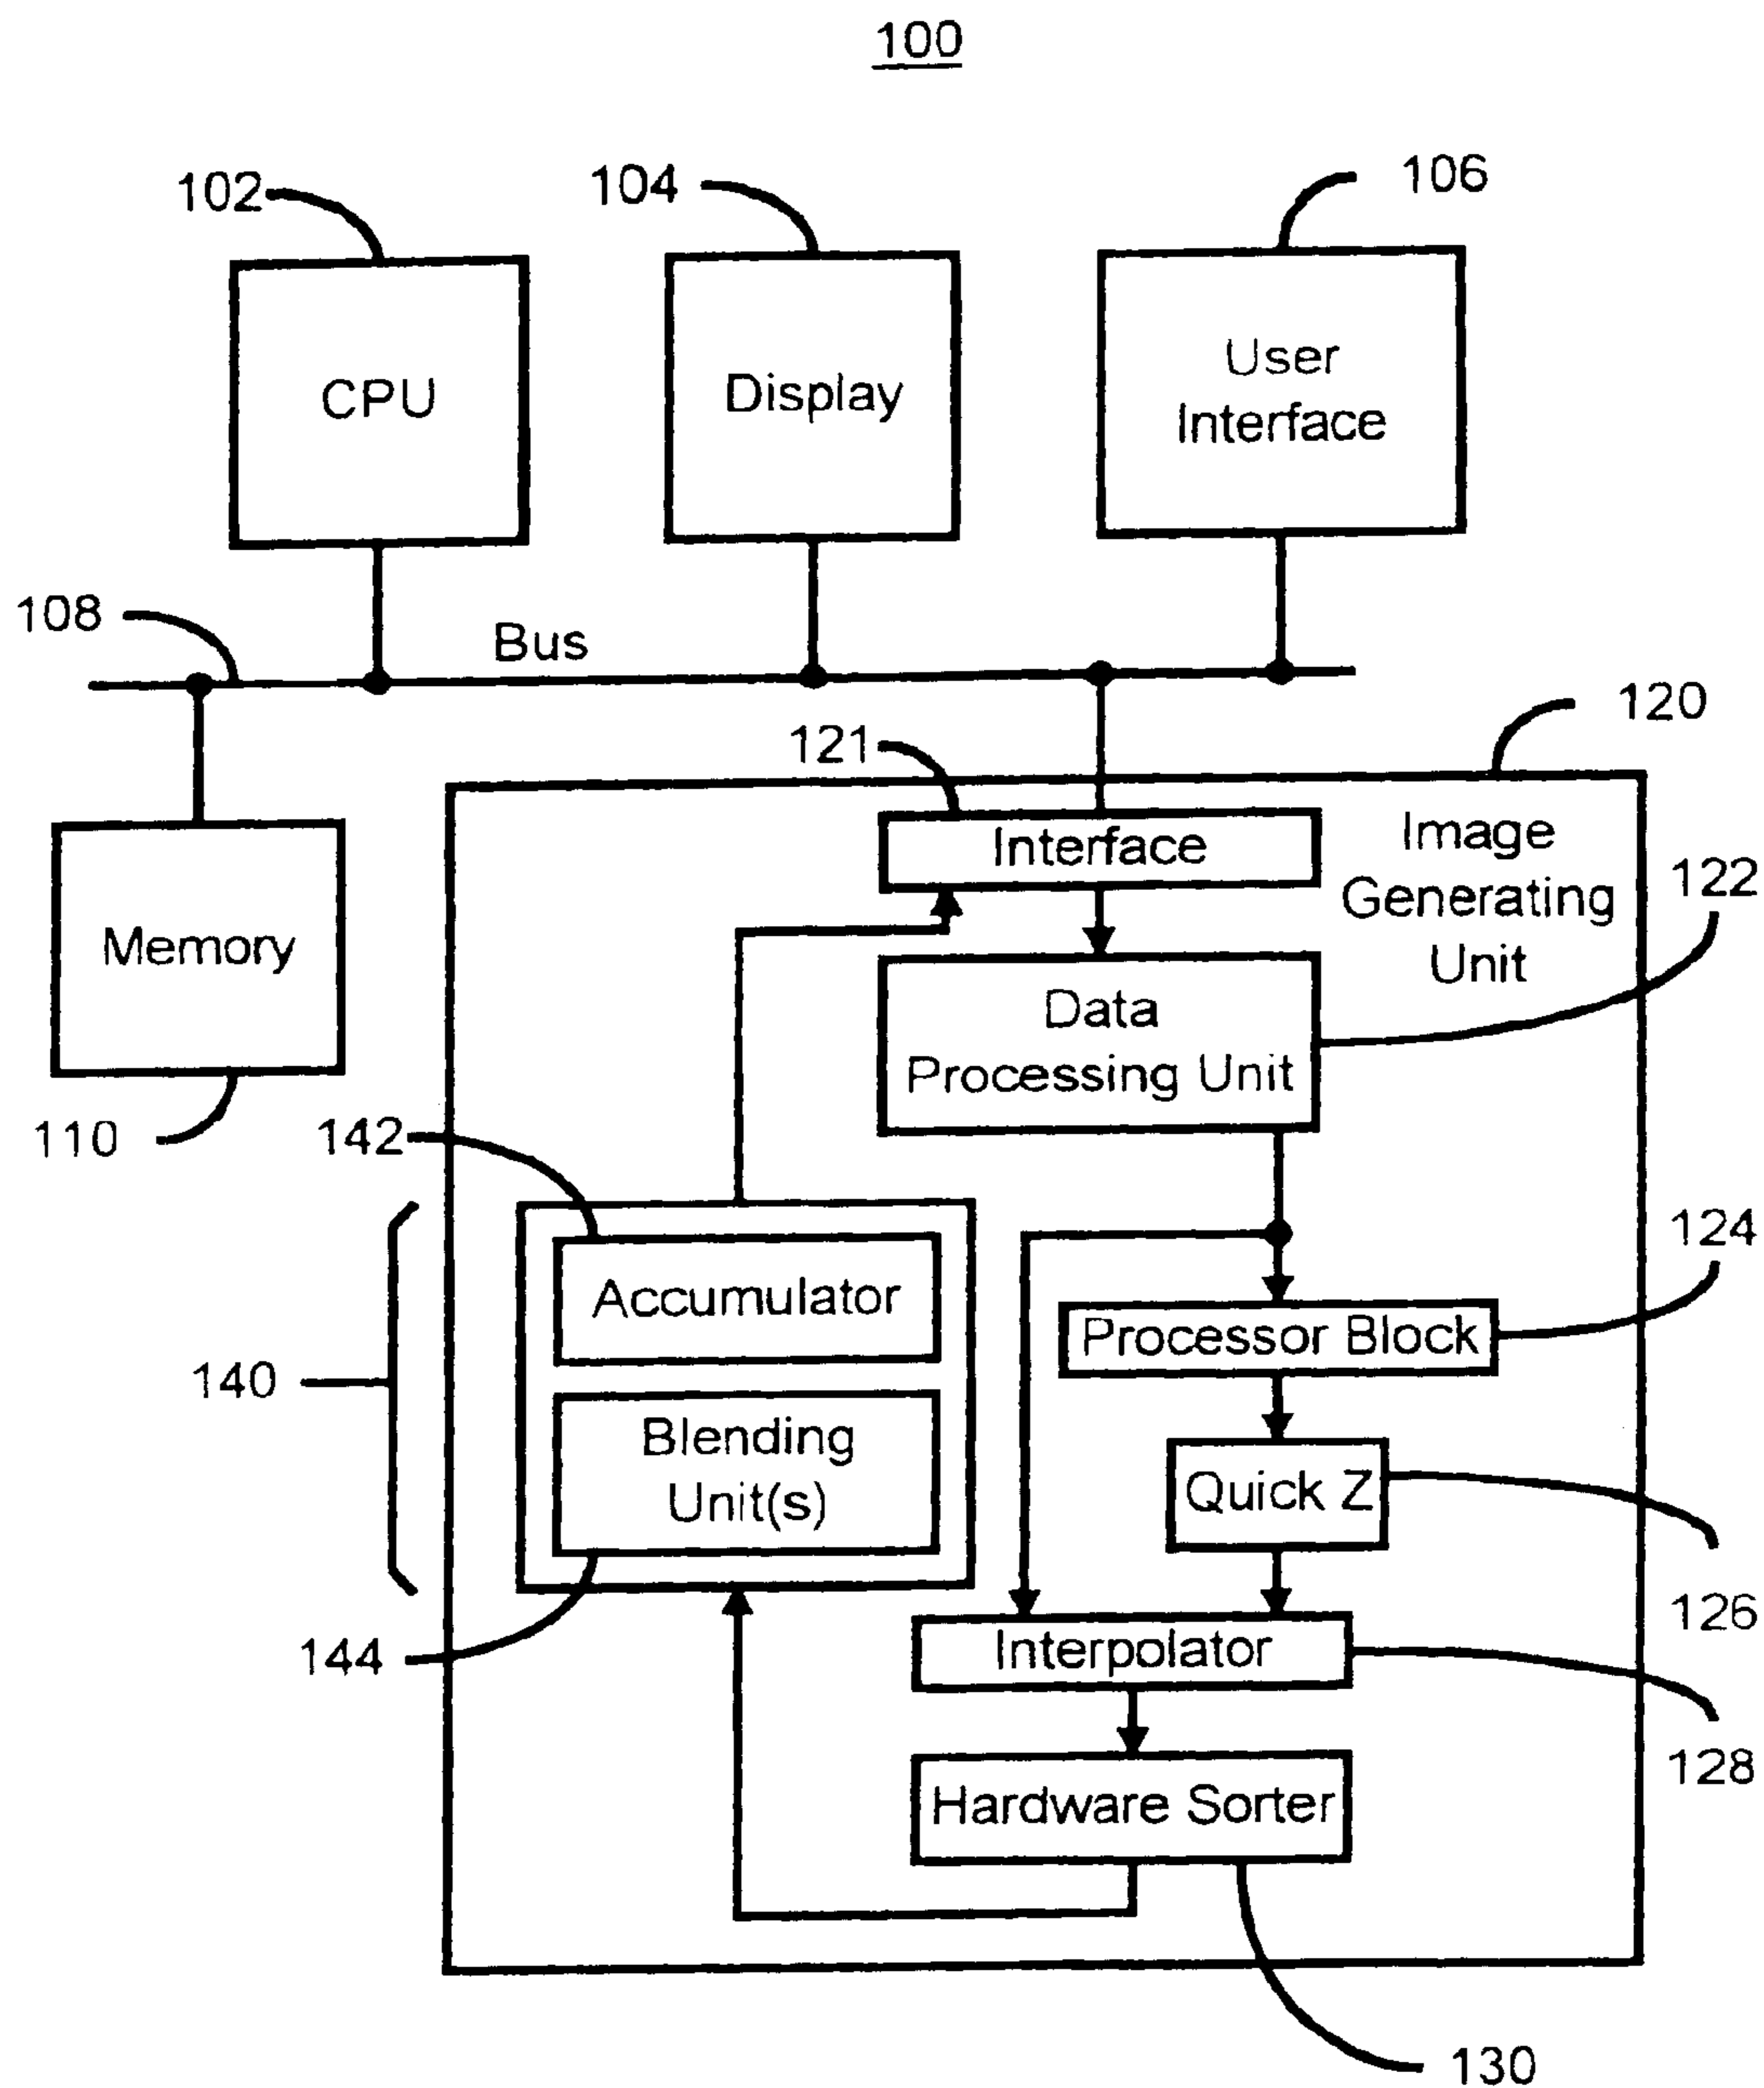 100
102
104
106
CPU
Display
User
Interface
108
Bus
120
121
Interface
Image
Generating
Unit
122
Memory
Data
Processing Unit
110
142
124
Accumulator
Processor Block
140
Blending
Unit(s)
Quick Z
126
144
Interpolator
128
Hardware Sorter
130